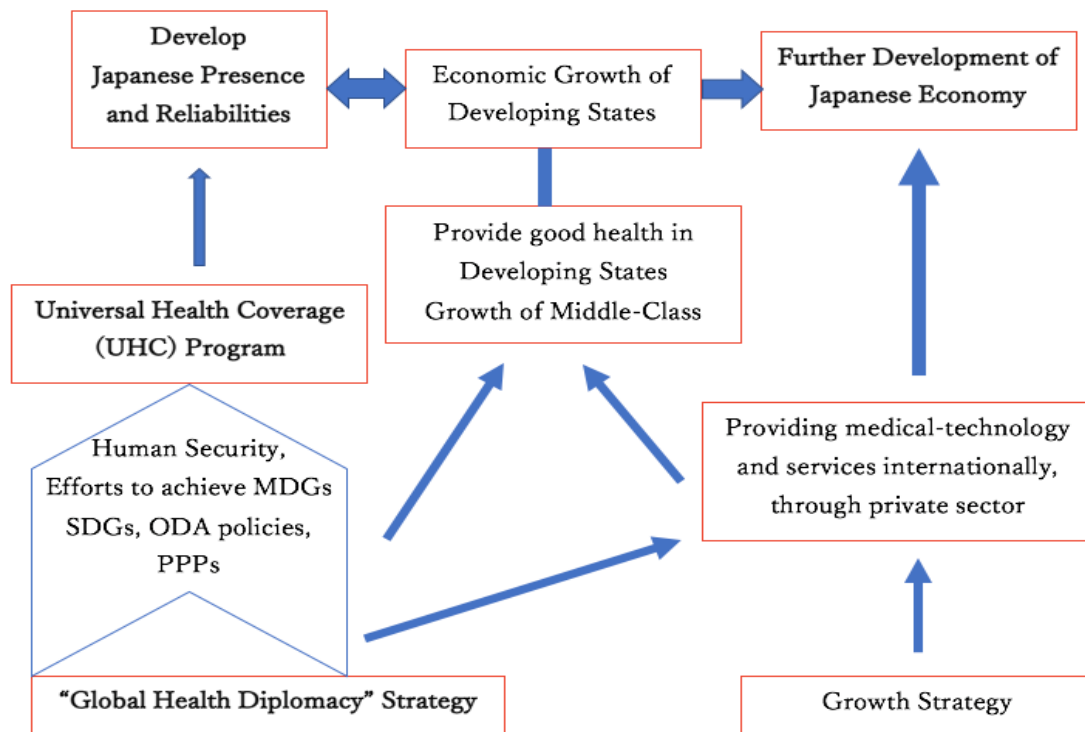 Develop
Japanese Presence
and Reliabilities
Economic Growth of
Developing States
Further Development of
Japanese Economy
Provide good health in
Developing States
Growth of Middle-Class
Universal Health Coverage
(UHC) Program
Human Security,
Efforts to achieve MDGs
SDGs, ODA policies,
PPPs
Providing medical-technology
and services internationally,
through private sector
“Global Health Diplomacy” Strategy
Growth Strategy